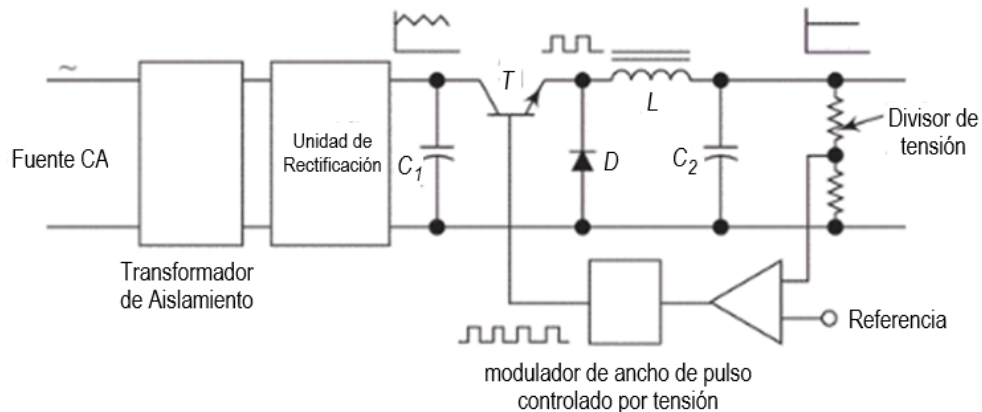 ~
T
L
Divisor de
tensión
Fuente CA
Unidad de
Rectificación
C1
D
C2
Transformador
de Aislamiento
Referencia
modulador de ancho de pulso
controlado por tensión